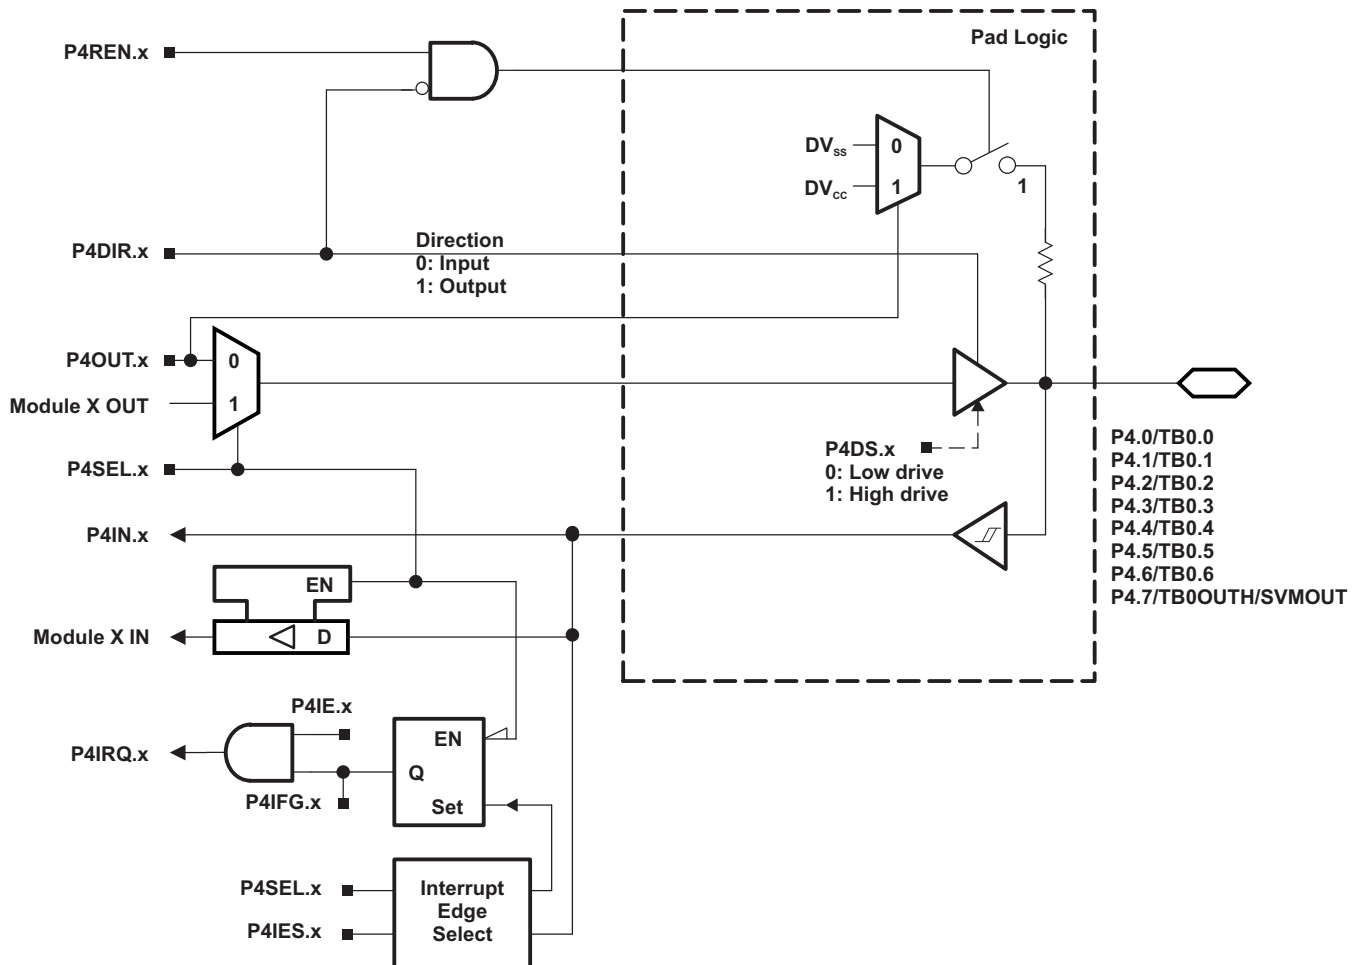 Pad Logic
P4REN.x
DVSS
0
DVCC
1
1
P4DIR.x
Direction
0: Input
1: Output
P4OUT.x
0
Module X OUT
1
P4DS.x
0: Low drive
1: High drive
P4SEL.x
P4.0/TB0.0
P4.1/TB0.1
P4.2/TB0.2
P4.3/TB0.3
P4.4/TB0.4
P4.5/TB0.5
P4.6/TB0.6
P4.7/TB0OUTH/SVMOUT
P4IN.x
EN
Module X IN
D
P4IE.x
P4IRQ.x
EN
Q
P4IFG.x
Set
P4SEL.x
P4IES.x
Interrupt
Edge
Select